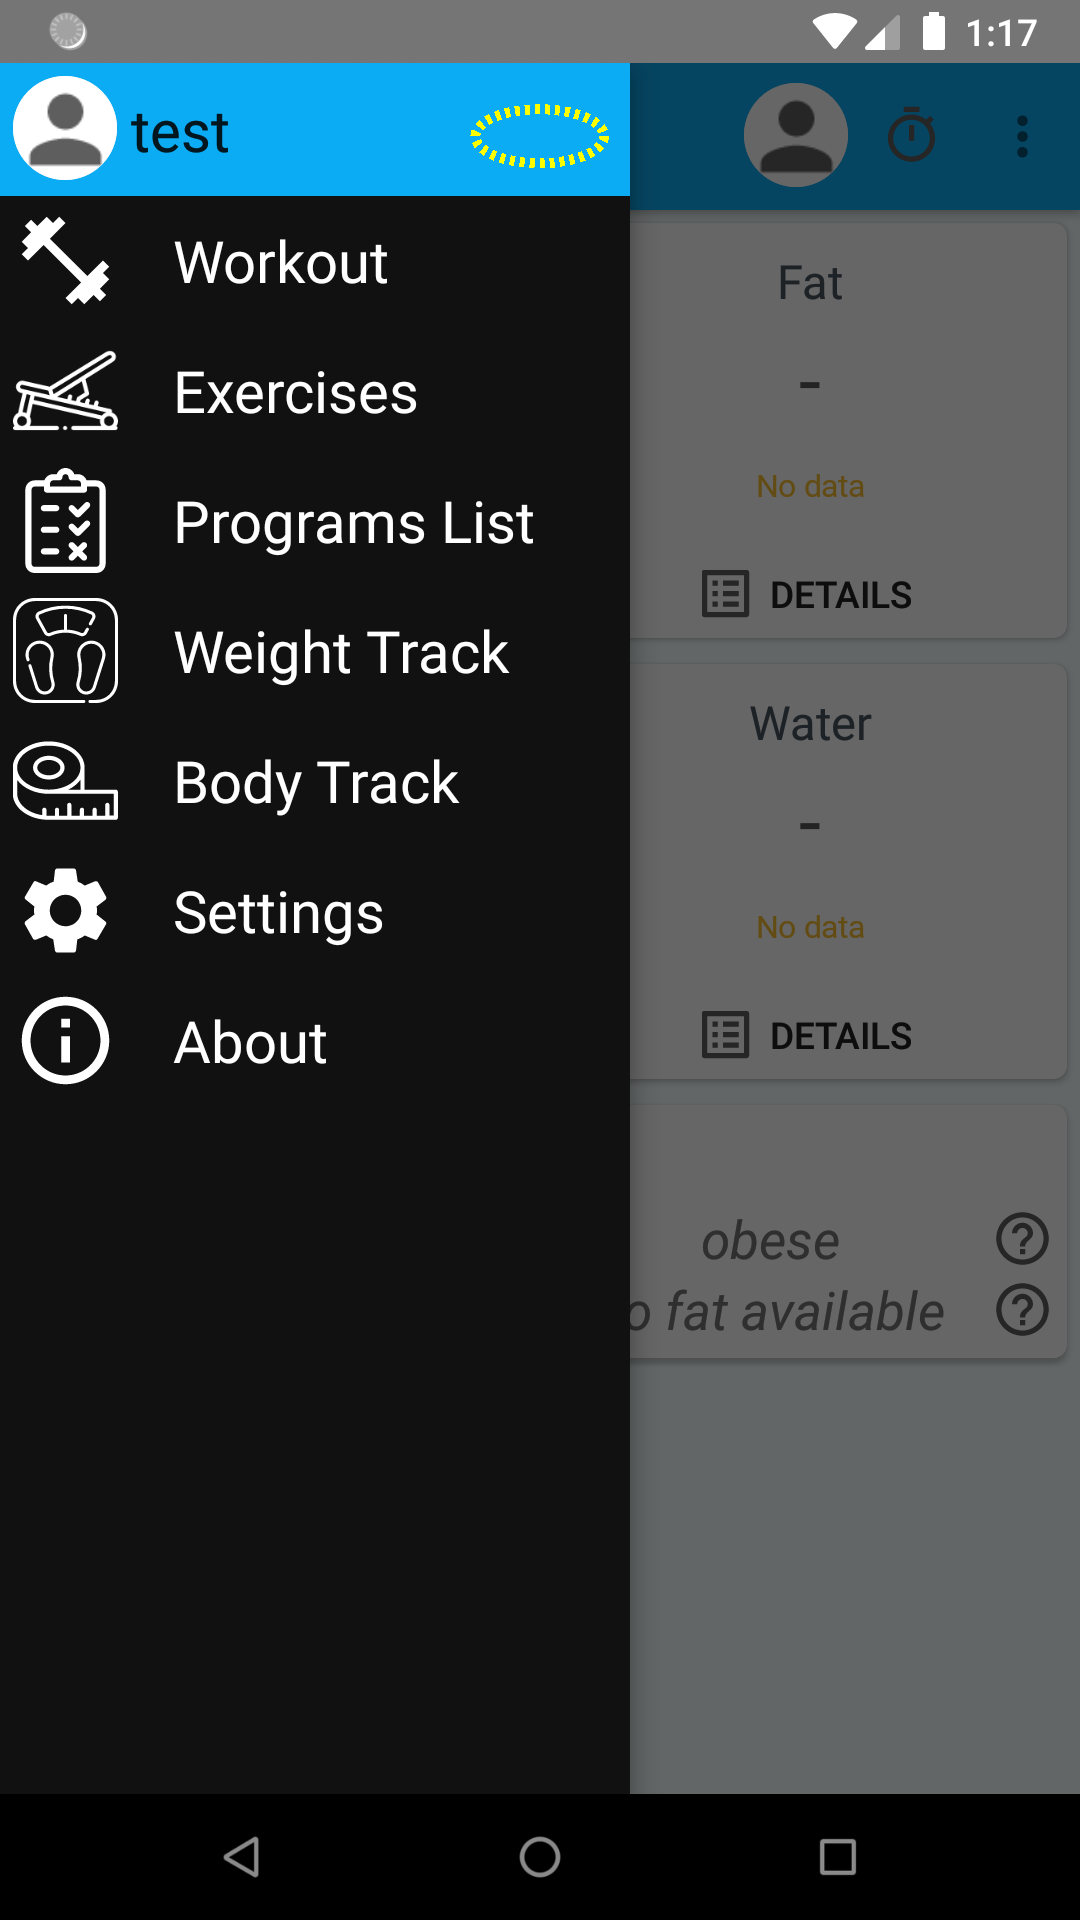 1:17
test
Workout
Exercises
Programs List
Weight Track
Body Track
Settings
About
Fat
-
No data
DETAILS
Water
-
No data
DETAILS
obese
o fat available